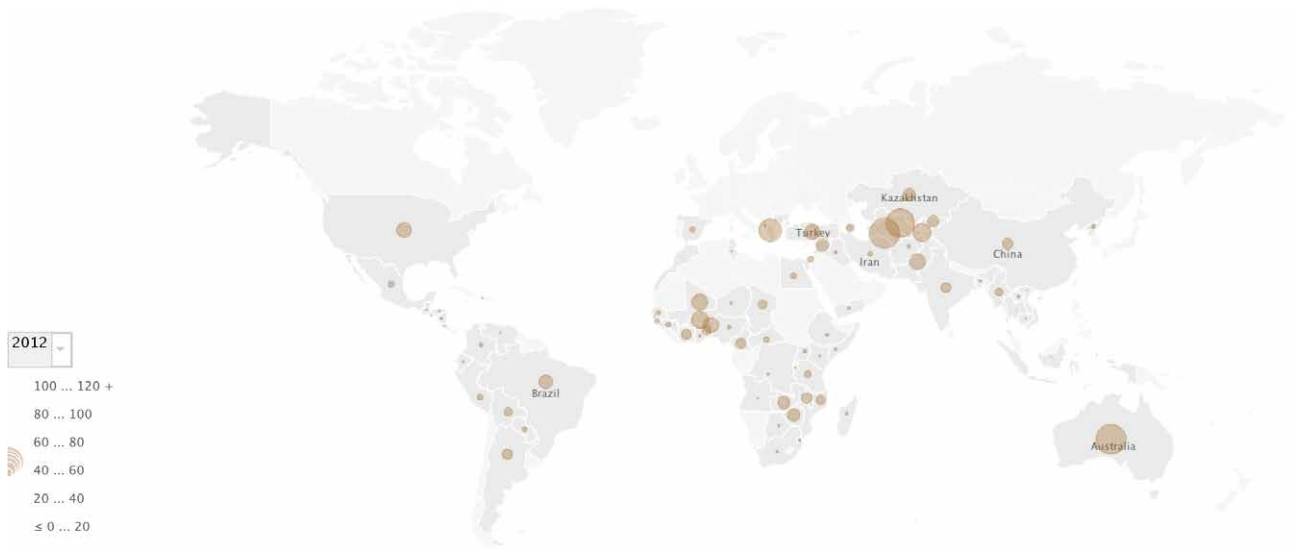 Kazakhstan
Turkey
Iran
China
2012
100 ... 120 +
80 ... 100
60 ... 80
40 ... 60
20 ... 40
≤ 0 ... 20
Brazil
Australia